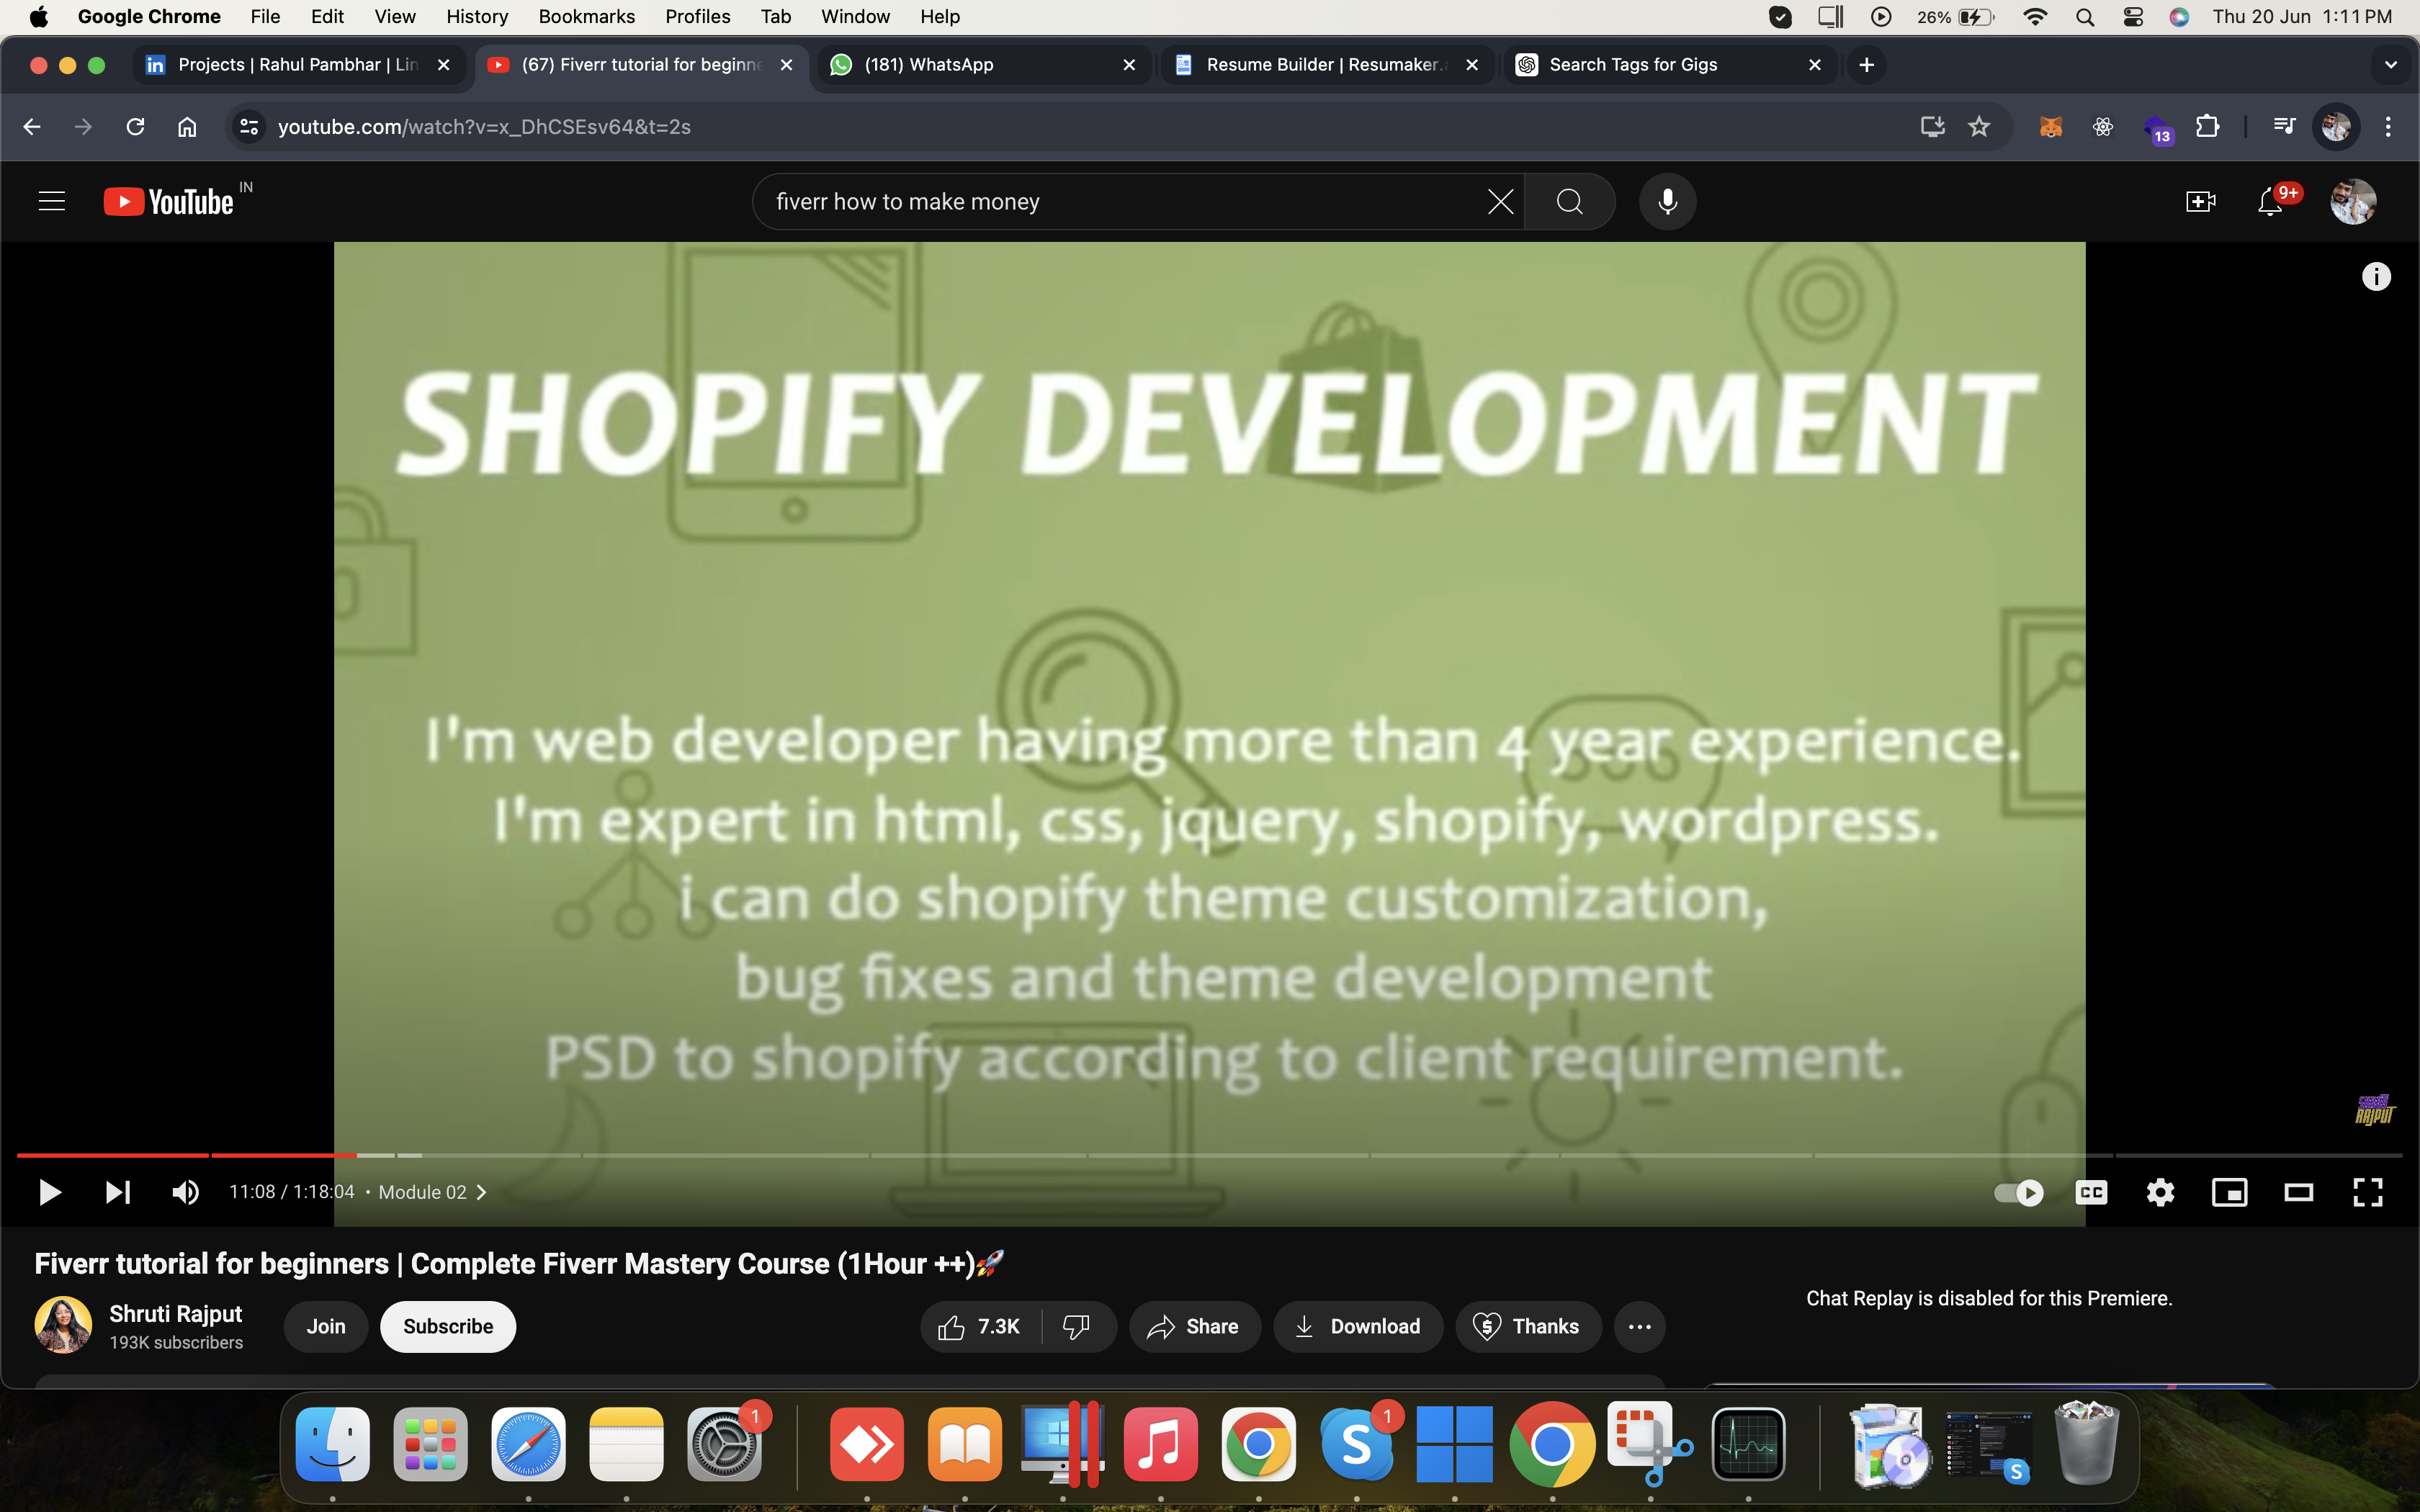 Google Chrome File Edit View History Bookmarks Profiles Tab Window Help 26% Thu 20 Jun 1:11 PM
Projects | Rahul Pambhar | Lin (67) Fiverr tutorial for beginne (181) WhatsApp Resume Builder | Resumaker.a Search Tags for Gigs
youtube.com/watch?v=x_DhCSEsv64&t=2s 13
YouTube IN fiverr how to make money 9+
SHOPIFY DEVELOPMENT
I'm web developer having more than 4 year experience.
I'm expert in html, css, jquery, shopify, wordpress.
i can do shopify theme customization,
bug fixes and theme development
PSD to shopify according to client requirement.
RAJPUT
11:08 / 1:18:04 • Module 02 CC
Fiverr tutorial for beginners | Complete Fiverr Mastery Course (1Hour ++)🚀
Chat Replay is disabled for this Premiere.
Shruti Rajput
193K subscribers
Join Subscribe 7.3K Share Download Thanks
1 1